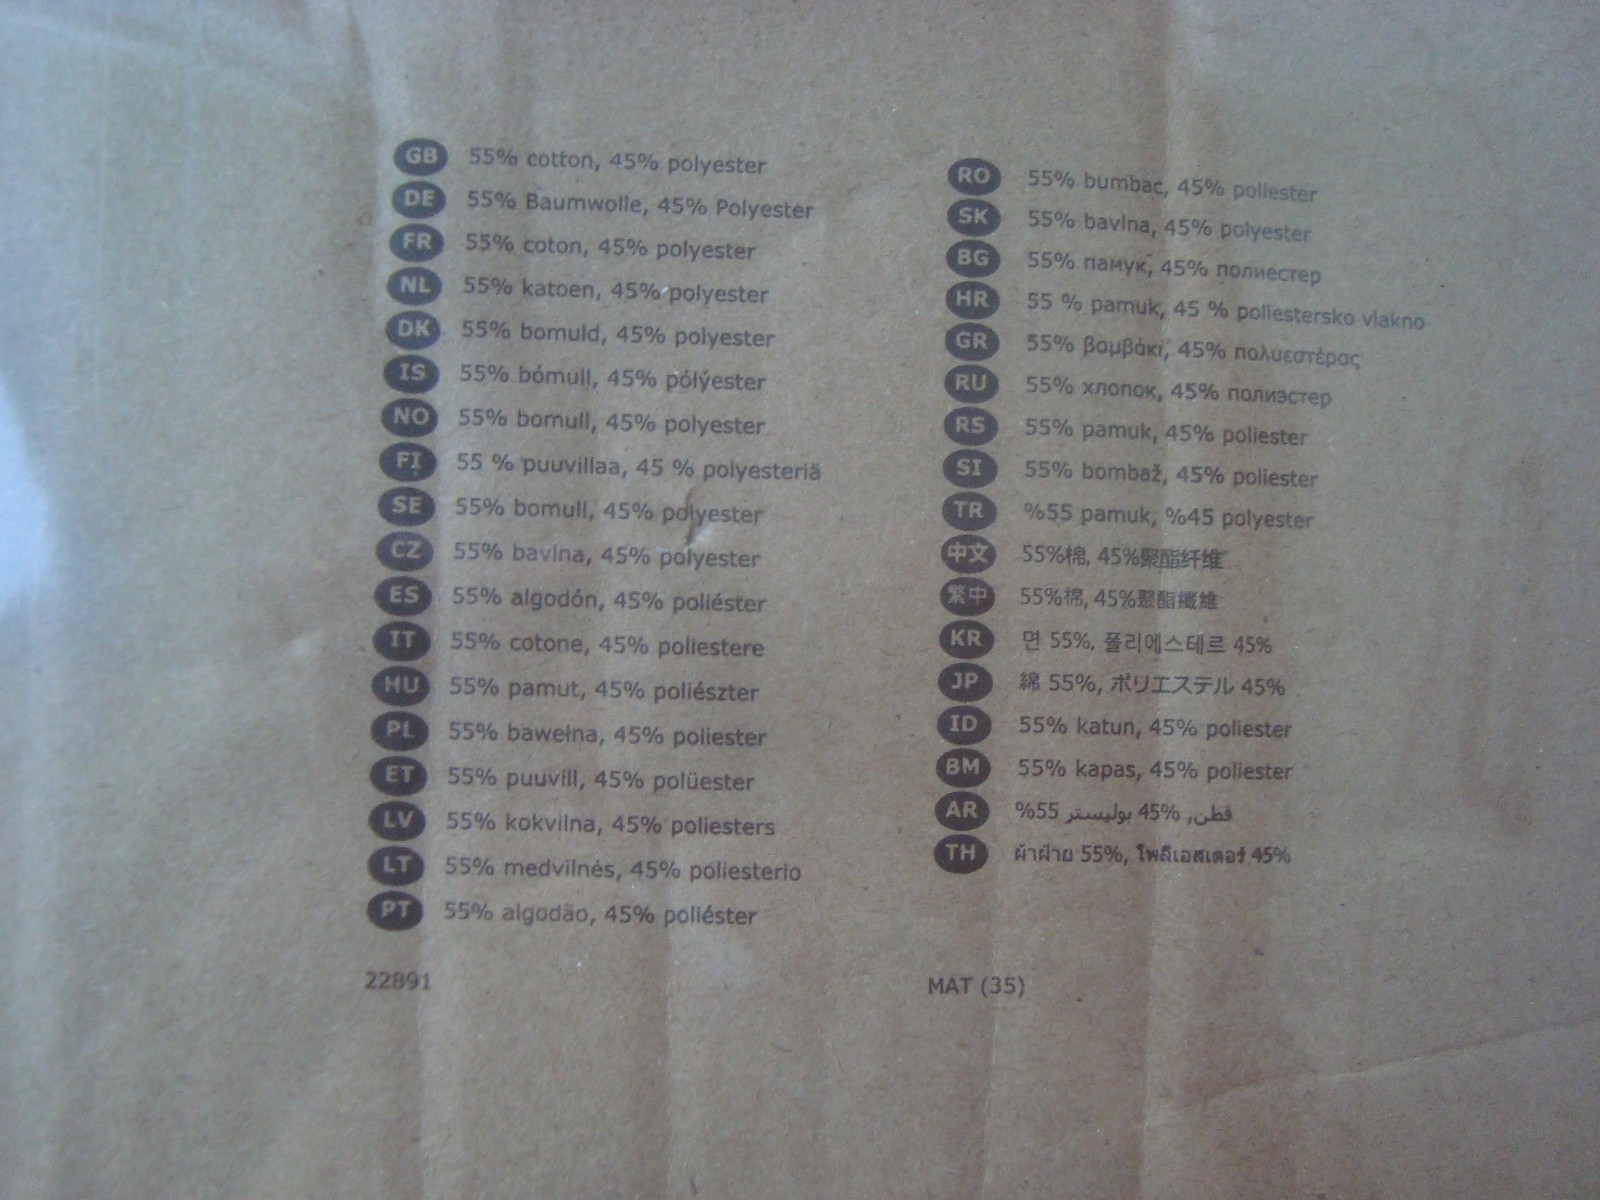 GB 55% cotton, 45% polyester
DE 55% Baumwolle, 45% Polyester
FR 55% coton, 45% polyester
NL 55% katoen, 45% polyester
DK 55% bomuld, 45% polyester
IS 55% bómull, 45% pólýester
NO 55% bomull, 45% polyester
FI 55 % puuvillaa, 45 % polyesteriä
SE 55% bomull, 45% polyester
CZ 55% bavlna, 45% polyester
ES 55% algodón, 45% poliéster
IT 55% cotone, 45% poliestere
HU 55% pamut, 45% poliészter
PL 55% bawełna, 45% poliester
ET 55% puuvill, 45% polüester
LV 55% kokvilna, 45% poliesters
LT 55% medvilnės, 45% poliesterio
PT 55% algodão, 45% poliéster
22891
RO 55% bumbac, 45% poliester
SK 55% bavlna, 45% polyester
BG 55% памук, 45% полиестер
HR 55 % pamuk, 45 % poliestersko vlakno
GR 55% βαμβάκι, 45% πολυεστέρας
RU 55% хлопок, 45% полиэстер
RS 55% pamuk, 45% poliester
SI 55% bombaž, 45% poliester
TR %55 pamuk, %45 polyester
中文 55%棉, 45%聚酯纤维
繁中 55%棉, 45%聚酯纖維
KR 면 55%, 폴리에스테르 45%
JP 綿 55%, ポリエステル 45%
ID 55% katun, 45% poliester
BM 55% kapas, 45% poliester
AR %55 قطن, 45% بوليستر
TH ผ้าฝ้าย 55%, โพลีเอสเตอร์ 45%
MAT (35)